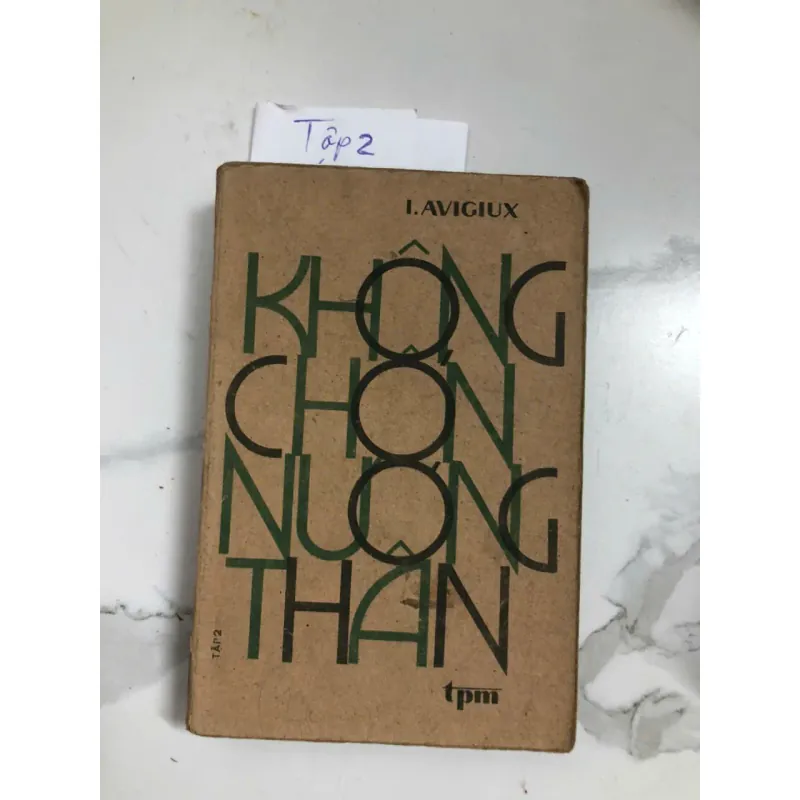 Tập 2
I. AVIGIUX
KHÔNG
CHỐN
NƯƠNG
THÂN
TẬP 2
tpm